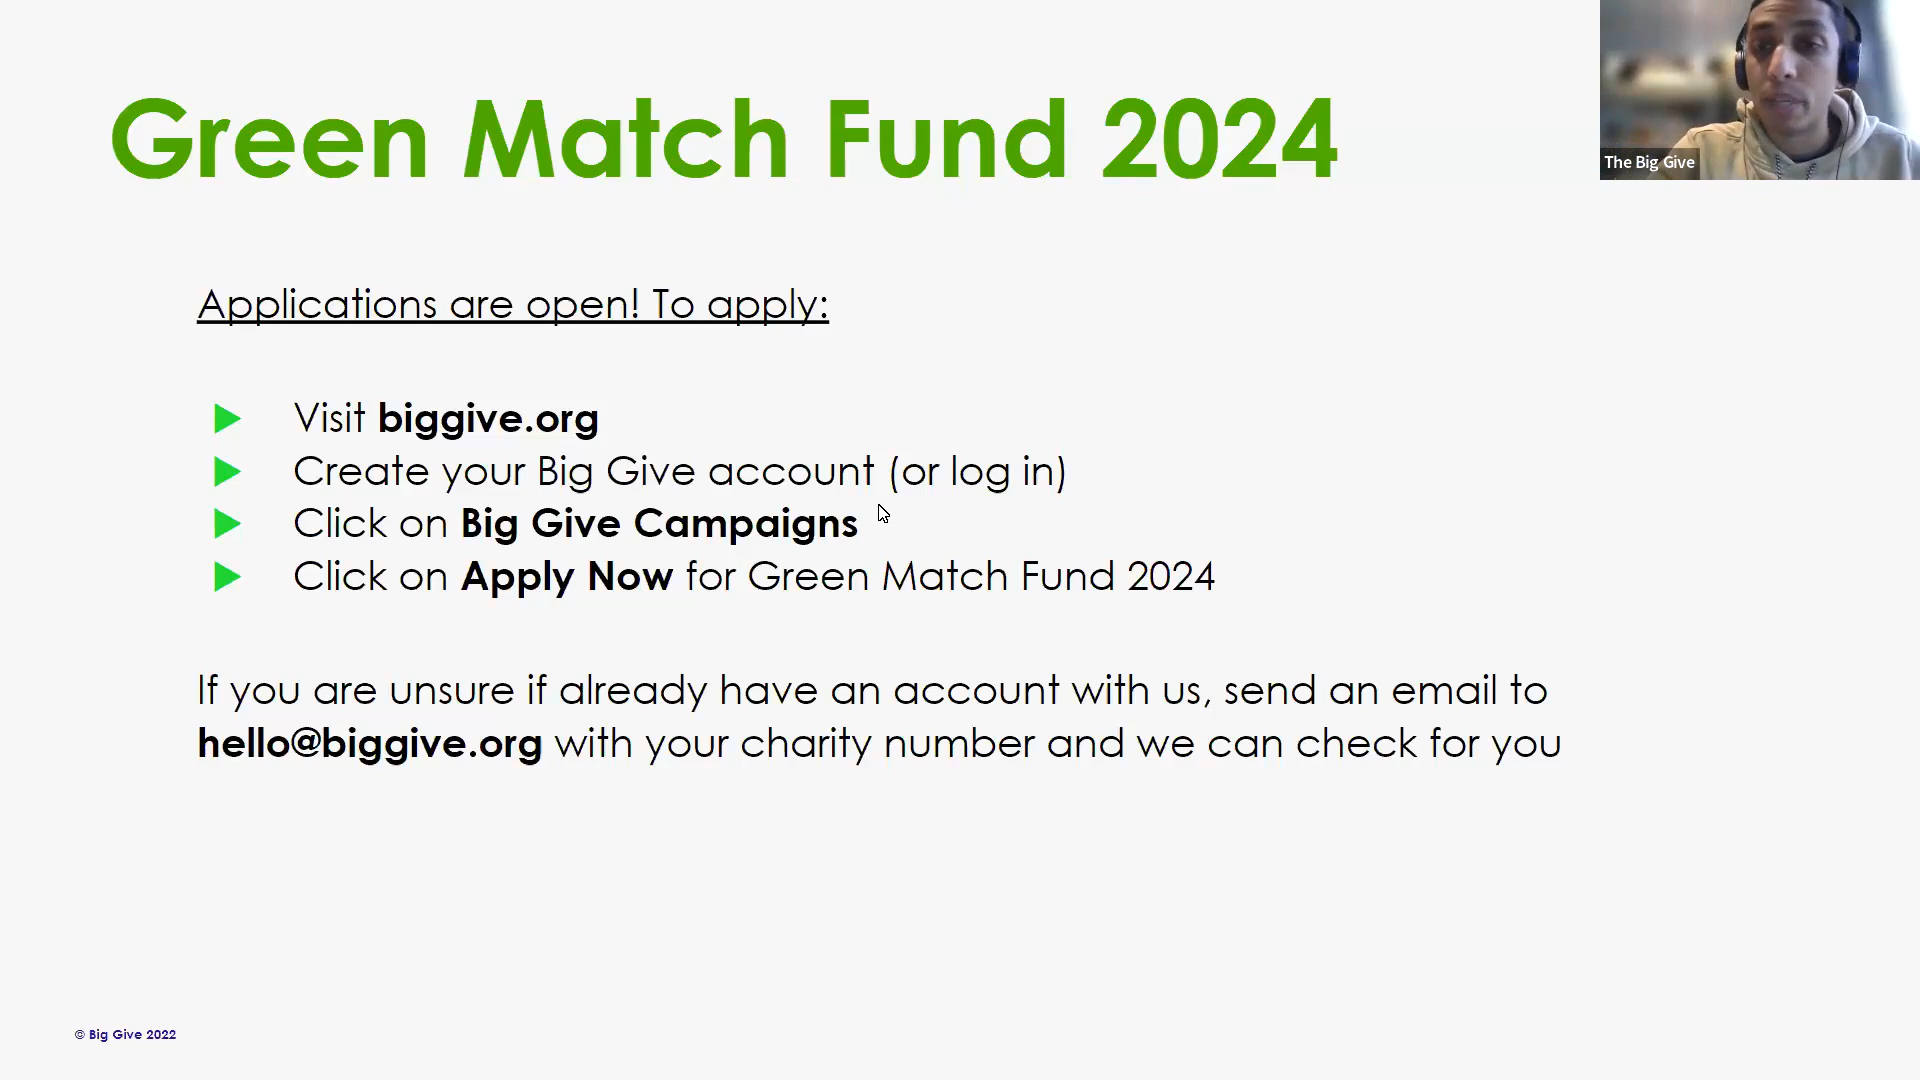 Green Match Fund 2024
The Big Give
Applications are open! To apply:
Visit biggive.org
Create your Big Give account (or log in)
Click on Big Give Campaigns
Click on Apply Now for Green Match Fund 2024
If you are unsure if already have an account with us, send an email to
hello@biggive.org with your charity number and we can check for you
© Big Give 2022